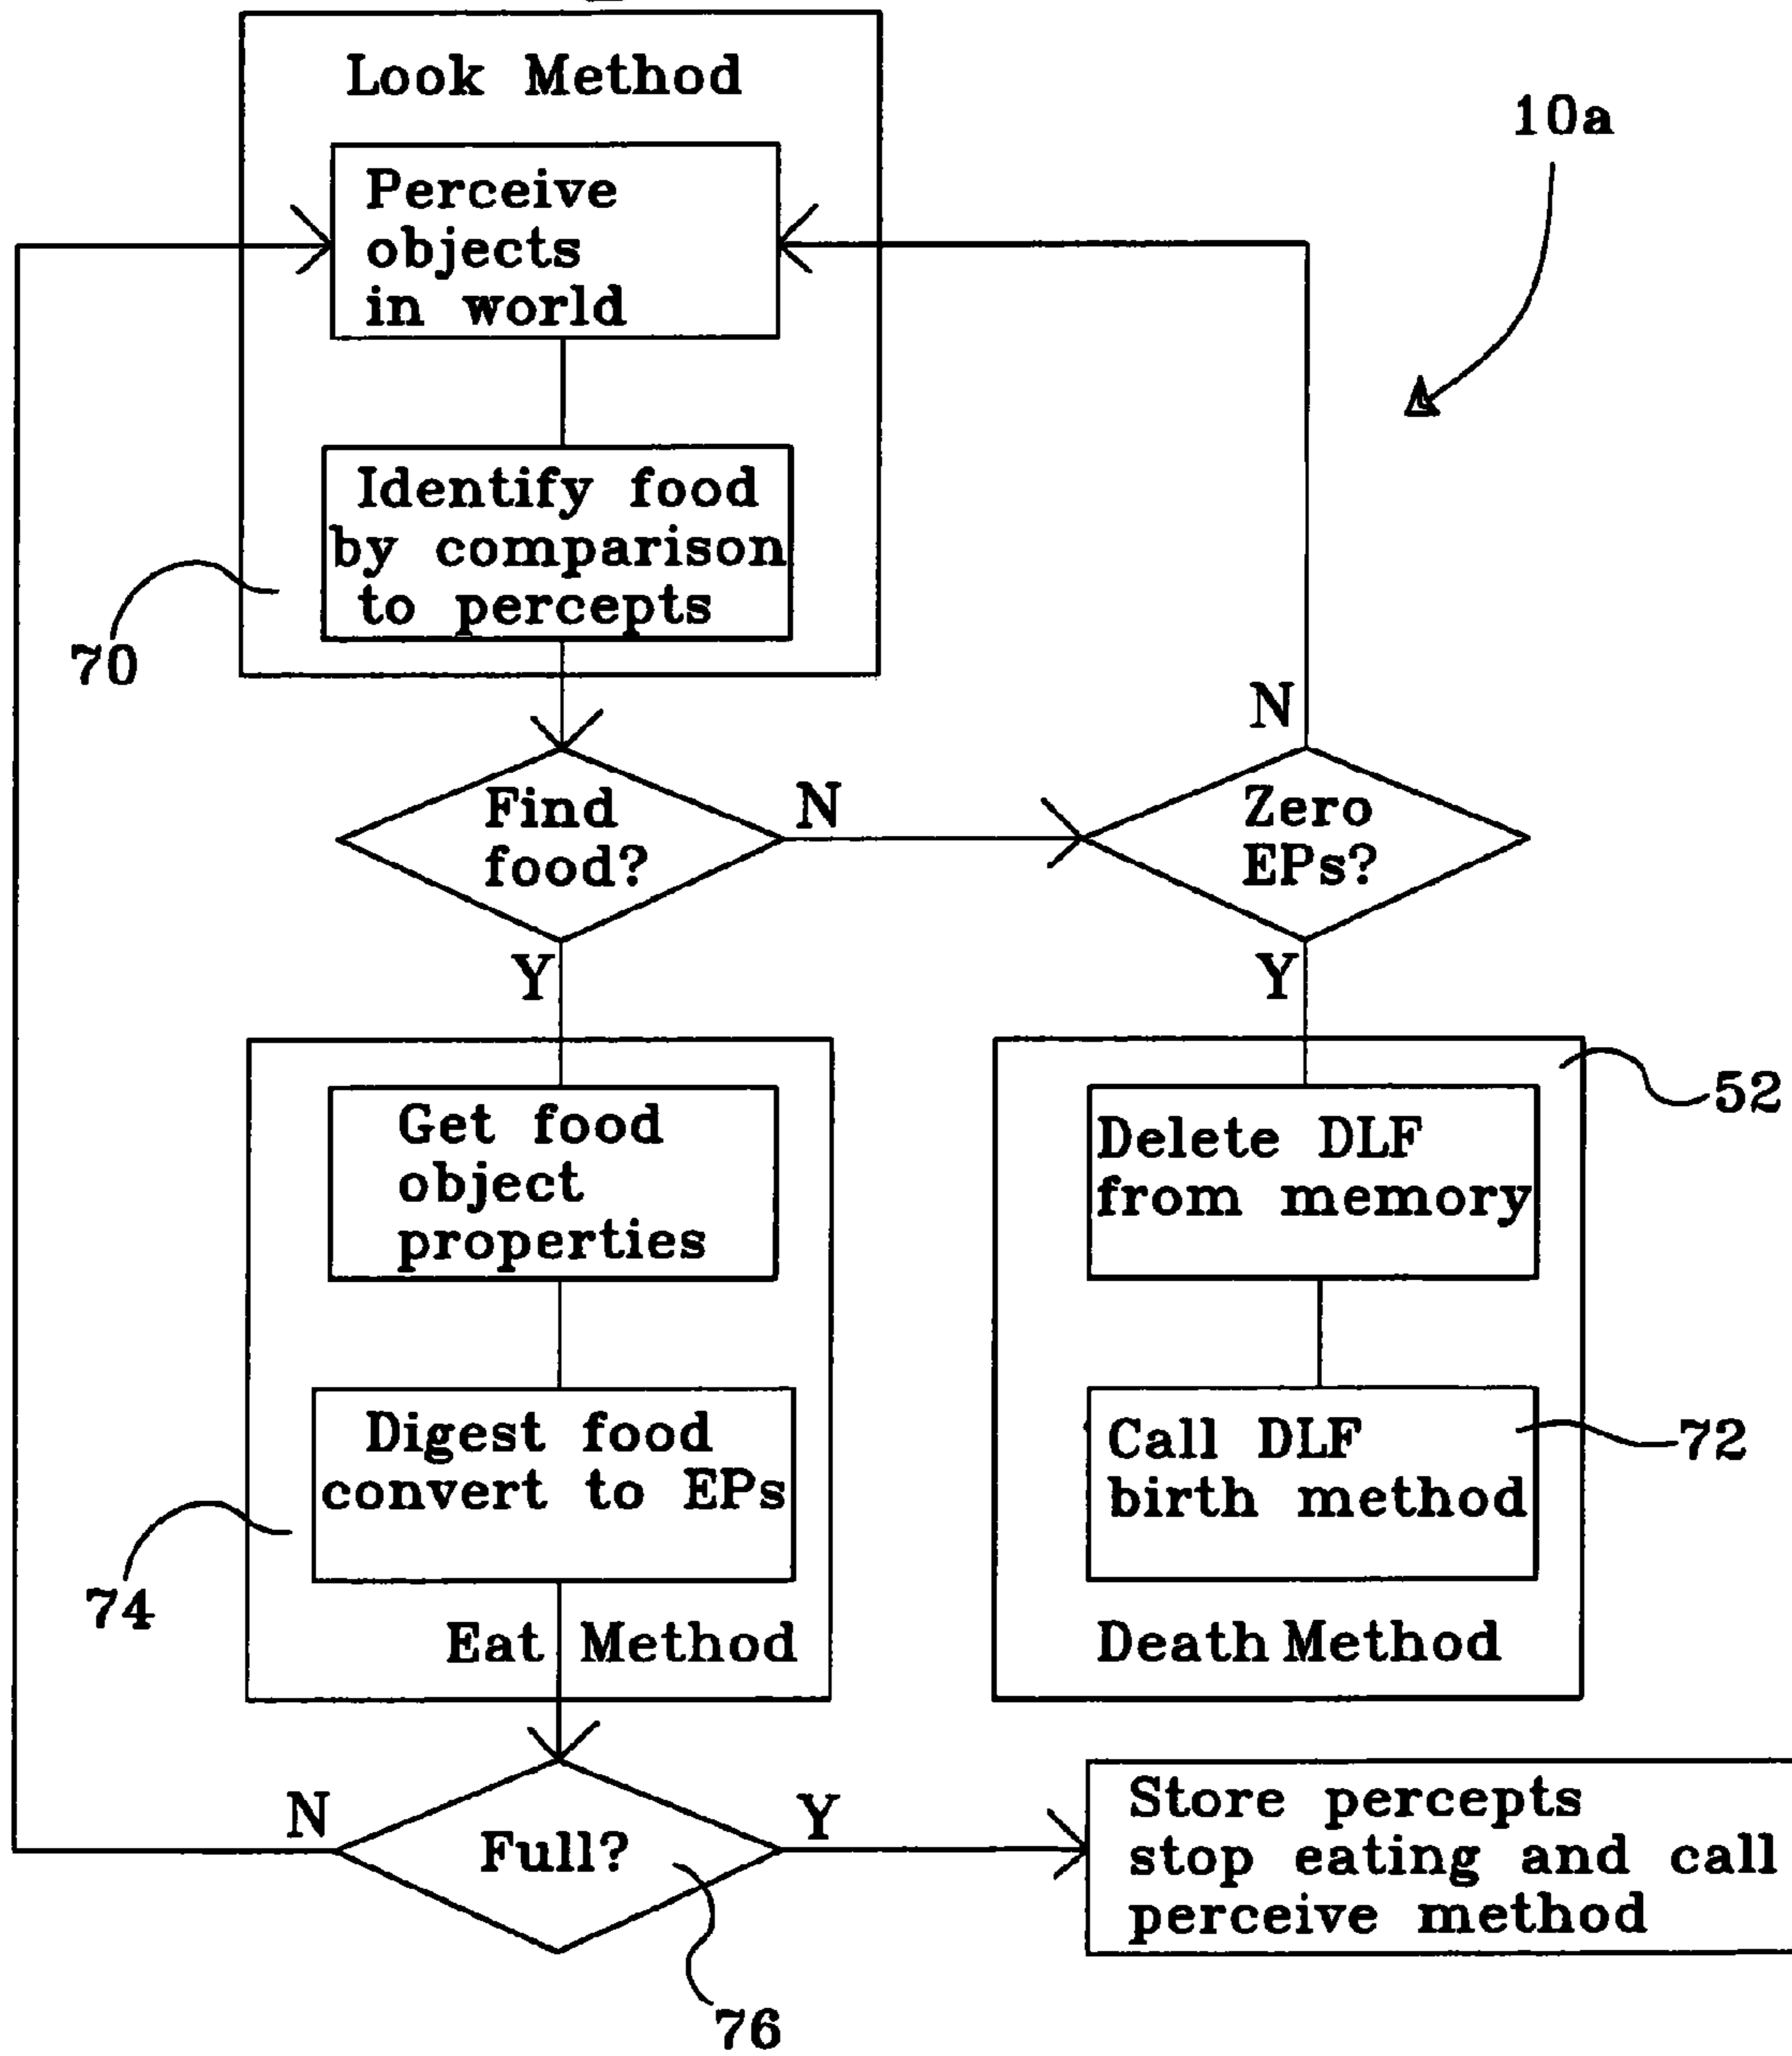 Look Method
10a
Perceive
objects
in world
Identify food
by comparison
to percepts
70
N
Find
food?
N
Zero
EPs?
Y
Y
52
Get food
object
properties
Delete DLF
from memory
Digest food
convert to EPs
Call DLF
birth method
72
74
Eat Method
Death Method
N
Full?
Y
Store percepts
stop eating and call
perceive method
76